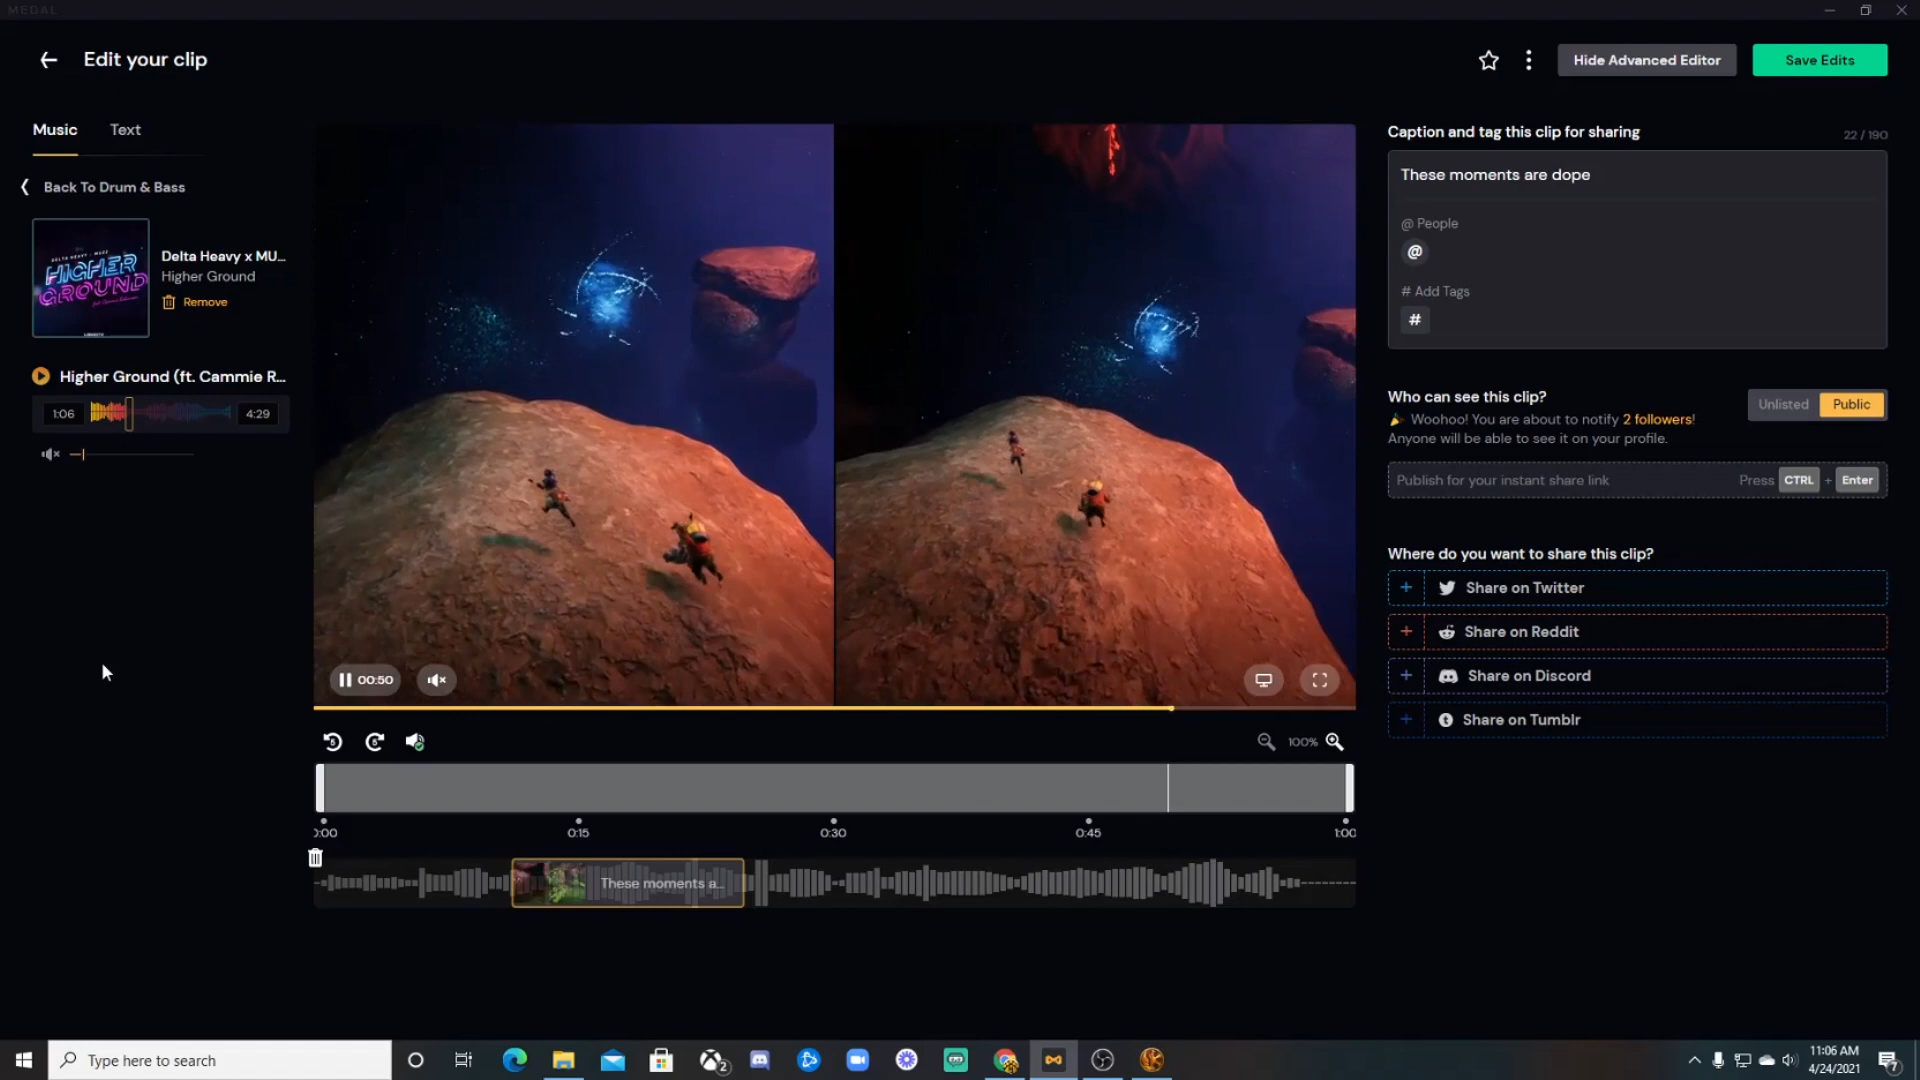 MEDAL
Edit your clip
Hide Advanced Editor
Save Edits
Music
Text
Back To Drum & Bass
HIGHER
GROUND
Delta Heavy x MU...
Higher Ground
Remove
Higher Ground (ft. Cammie R...
1:06
4:29
00:50
100%
0:00
0:15
0:30
0:45
1:00
These moments a...
Caption and tag this clip for sharing
22 / 190
These moments are dope
@ People
@
# Add Tags
#
Who can see this clip?
Unlisted
Public
Woohoo! You are about to notify 2 followers!
Anyone will be able to see it on your profile.
Publish for your instant share link
Press CTRL + Enter
Where do you want to share this clip?
+ Share on Twitter
+ Share on Reddit
+ Share on Discord
+ Share on Tumblr
Type here to search
2
11:06 AM
4/24/2021
7